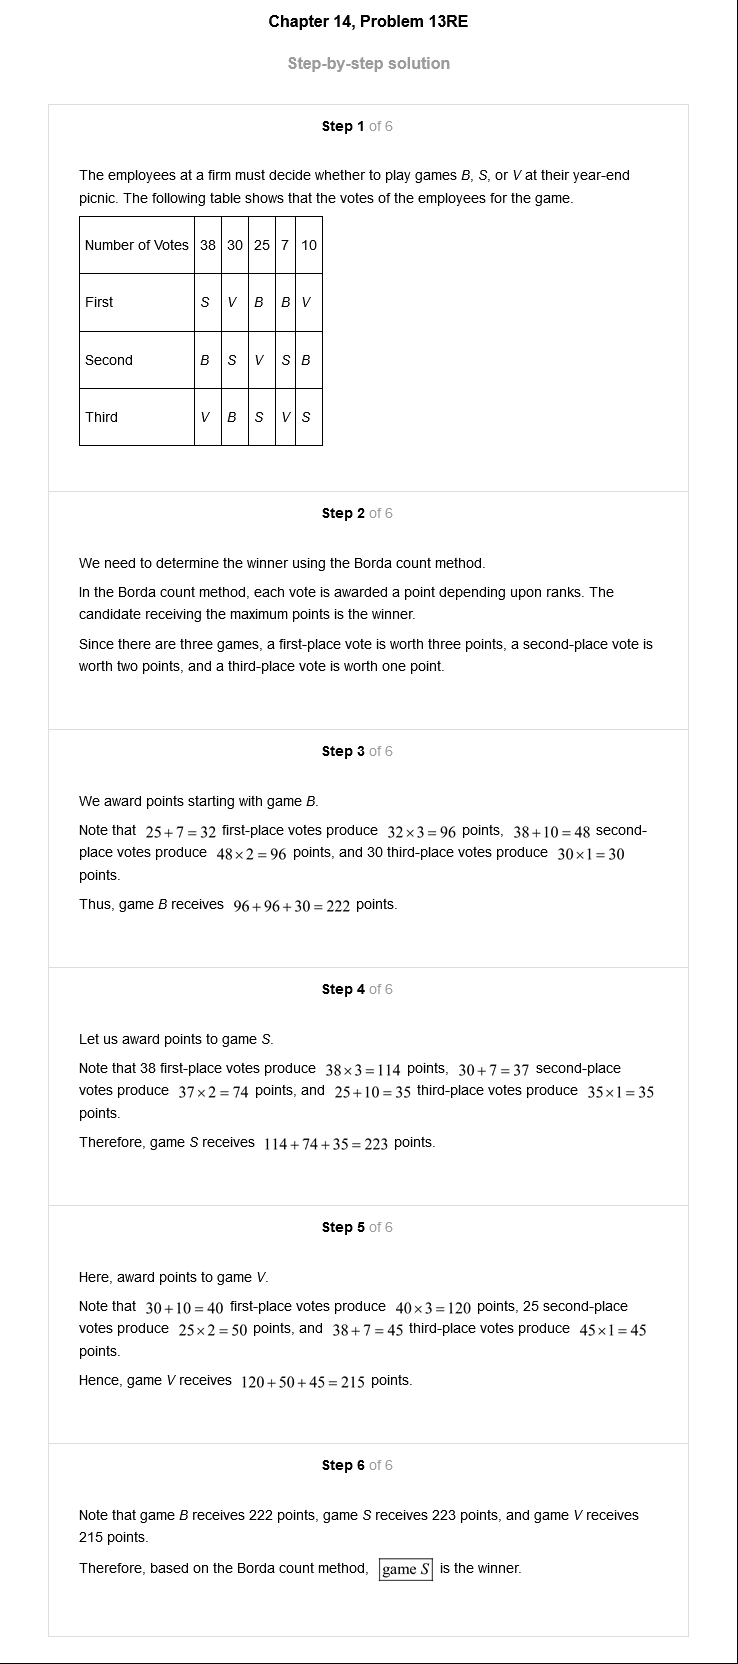 Chapter 14, Problem 13RE
Step-by-step solution
Step 1 of 6
The employees at a firm must decide whether to play games B, S, or V at their year-end
picnic. The following table shows that the votes of the employees for the game.
Number of Votes 38 30 25 7 10
First S V B B V
Second B S V S B
Third V B S V S
Step 2 of 6
We need to determine the winner using the Borda count method.
In the Borda count method, each vote is awarded a point depending upon ranks. The
candidate receiving the maximum points is the winner.
Since there are three games, a first-place vote is worth three points, a second-place vote is
worth two points, and a third-place vote is worth one point.
Step 3 of 6
We award points starting with game B.
Note that 25+7=32 first-place votes produce 32×3=96 points, 38+10=48 second-
place votes produce 48×2=96 points, and 30 third-place votes produce 30×1=30
points.
Thus, game B receives 96+96+30=222 points.
Step 4 of 6
Let us award points to game S.
Note that 38 first-place votes produce 38×3=114 points, 30+7=37 second-place
votes produce 37×2=74 points, and 25+10=35 third-place votes produce 35×1=35
points.
Therefore, game S receives 114+74+35=223 points.
Step 5 of 6
Here, award points to game V.
Note that 30+10=40 first-place votes produce 40×3=120 points, 25 second-place
votes produce 25×2=50 points, and 38+7=45 third-place votes produce 45×1=45
points.
Hence, game V receives 120+50+45=215 points.
Step 6 of 6
Note that game B receives 222 points, game S receives 223 points, and game V receives
215 points.
Therefore, based on the Borda count method, game S is the winner.